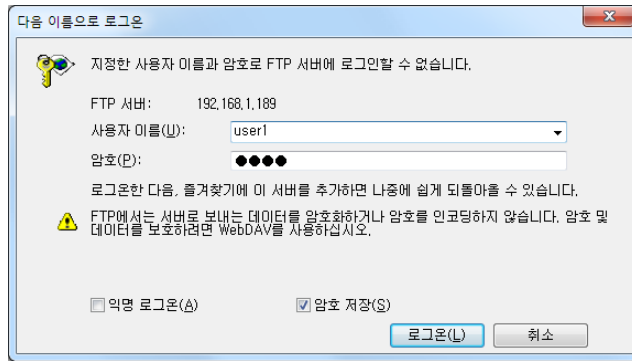 다음 이름으로 로그온
지정한 사용자 이름과 암호로 FTP 서버에 로그인할 수 없습니다.
FTP 서버: 192.168.1.189
사용자 이름(U): user1
암호(P): ●●●●
로그온한 다음, 즐겨찾기에 이 서버를 추가하면 나중에 쉽게 되돌아올 수 있습니다.
FTP에서는 서버로 보내는 데이터를 암호화하거나 암호를 인코딩하지 않습니다. 암호 및
데이터를 보호하려면 WebDAV를 사용하십시오.
익명 로그온(A) 암호 저장(S)
로그온(L) 취소